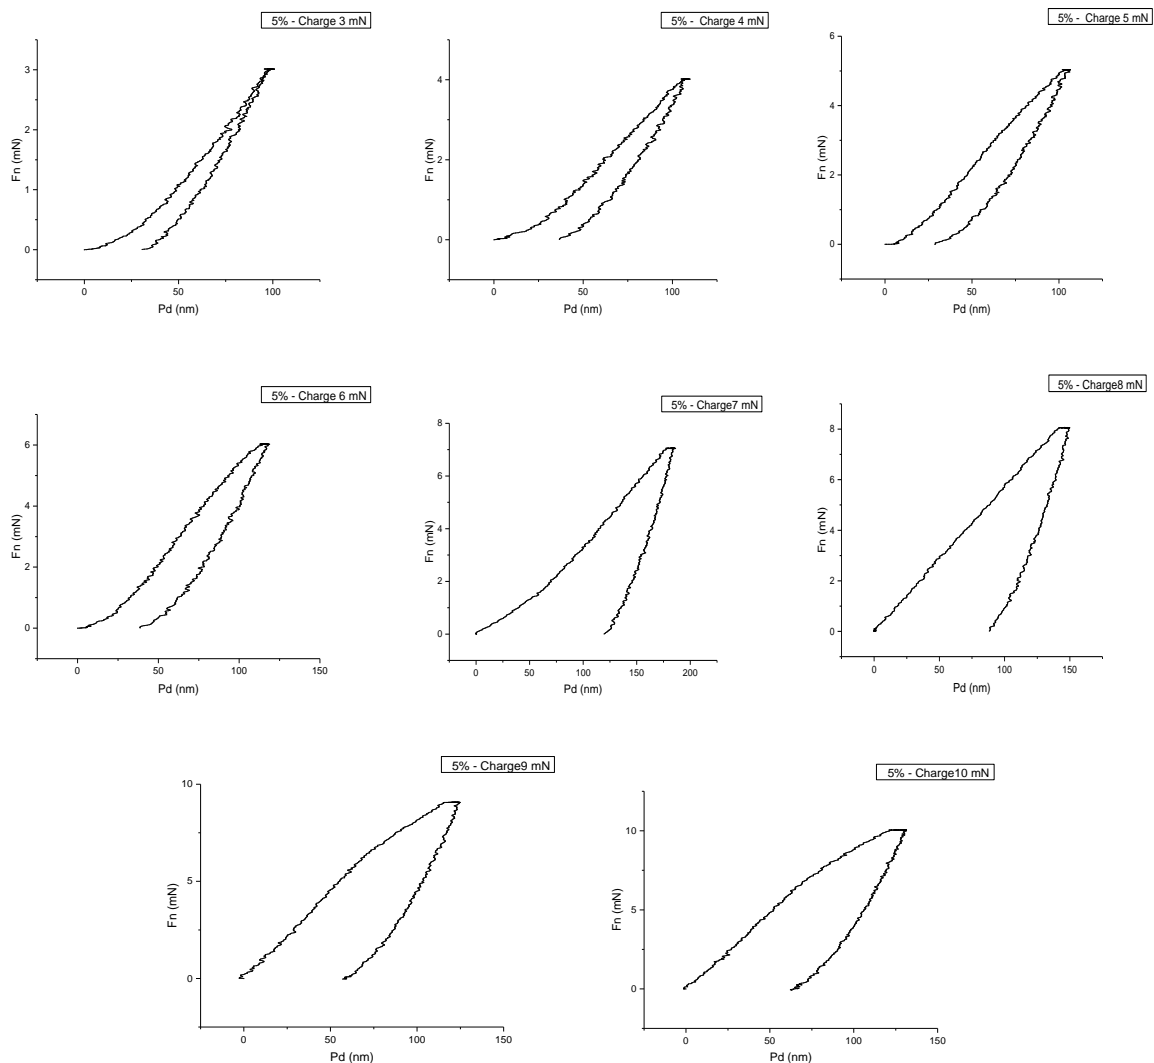 5% - Charge 3 mN
3
2
1
0
Fn (mN)
0 50 100
Pd (nm)
5% - Charge 4 mN
4
2
0
Fn (mN)
0 50 100
Pd (nm)
5% - Charge 5 mN
6
4
2
0
Fn (mN)
0 50 100
Pd (nm)
5% - Charge 6 mN
6
4
2
0
Fn (mN)
0 50 100 150
Pd (nm)
5% - Charge7 mN
8
6
4
2
0
Fn (mN)
0 50 100 150 200
Pd (nm)
5% - Charge8 mN
8
6
4
2
0
Fn (mN)
0 50 100 150
Pd (nm)
5% - Charge9 mN
10
5
0
Fn (mN)
0 50 100 150
Pd (nm)
5% - Charge10 mN
10
5
0
Fn (mN)
0 50 100 150
Pd (nm)